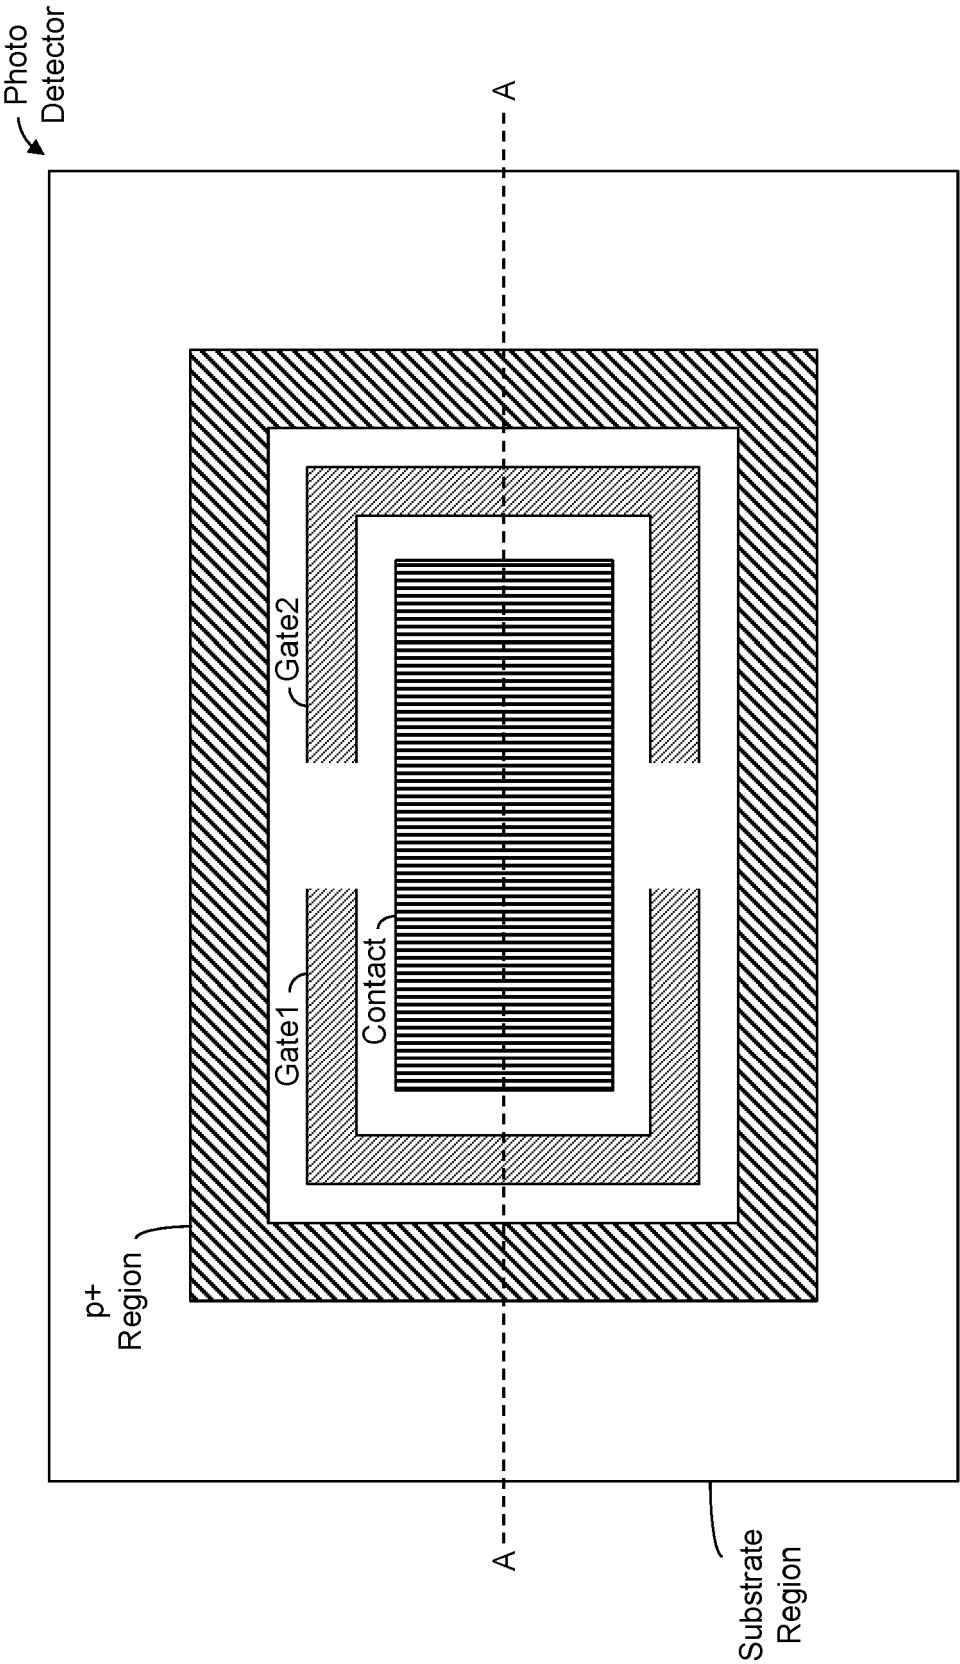 Photo
Detector
A
Gate2
Gate1
Contact
p+
Region
A
Substrate
Region